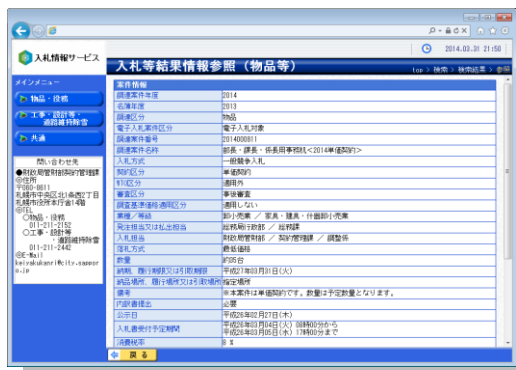 2014.03.31 21:50
入札情報サービス
入札等結果情報参照（物品等）
top > 検索 > 検索結果 > 参照
メインメニュー
物品・役務
工事・設計等・
道路維持除雪
共通
問い合わせ先
●財政局管財部契約管理課
◎住所
〒060-8611
札幌市中央区北1条西2丁目
札幌市役所本庁舎14階
◎TEL
○物品・役務
011-211-2152
○工事・設計等
・道路維持除雪
011-211-2442
◎E-Mail
keiyakukanri@city.sappor
o.jp
案件情報
調達案件年度 2014
名簿年度 2013
調達区分 物品
電子入札案件区分 電子入札対象
調達案件番号 2014000811
調達案件名称 部長・課長・係長用事務机＜2014単価契約＞
入札方式 一般競争入札
契約区分 単価契約
WTO区分 適用外
審査区分 事後審査
調査基準価格適用区分 適用しない
業種／等級 卸小売業 ／ 家具・建具・什器卸小売業
発注担当又は払出担当 総務局行政部 ／ 総務課
入札担当 財政局管財部 ／ 契約管理課 ／ 調整係
落札方式 最低価格
数量 約05台
納期、履行期限又は引取期限 平成27年03月31日(火)
納品場所、履行場所又は引取場所 指定場所
備考 ※本案件は単価契約です。数量は予定数量となります。
内訳書提出 必要
公示日 平成26年02月27日(木)
入札書受付予定期間 平成26年03月04日(火) 08時00分から
平成26年03月05日(水) 17時00分まで
消費税率 8 %
戻る